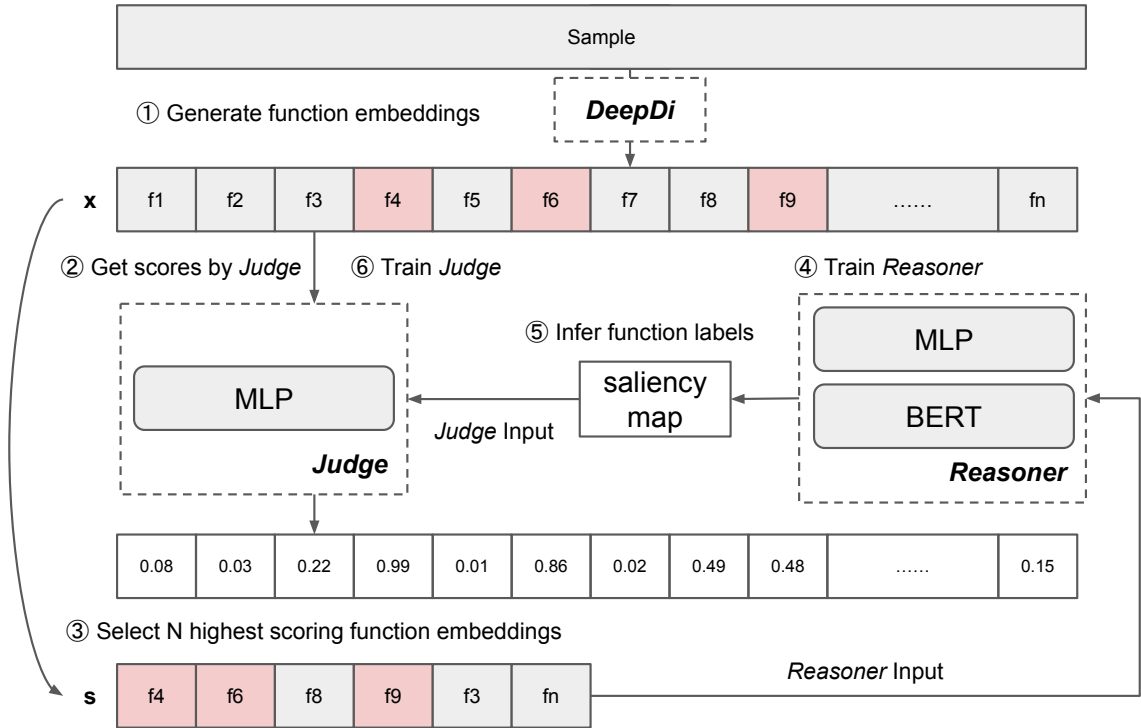 Sample
① Generate function embeddings
DeepDi
x f1 f2 f3 f4 f5 f6 f7 f8 f9 ...... fn
② Get scores by Judge ⑥ Train Judge ④ Train Reasoner
⑤ Infer function labels
MLP
MLP
saliency
map
BERT
Judge Input
Judge
Reasoner
0.08 0.03 0.22 0.99 0.01 0.86 0.02 0.49 0.48 ...... 0.15
③ Select N highest scoring function embeddings
Reasoner Input
s f4 f6 f8 f9 f3 fn